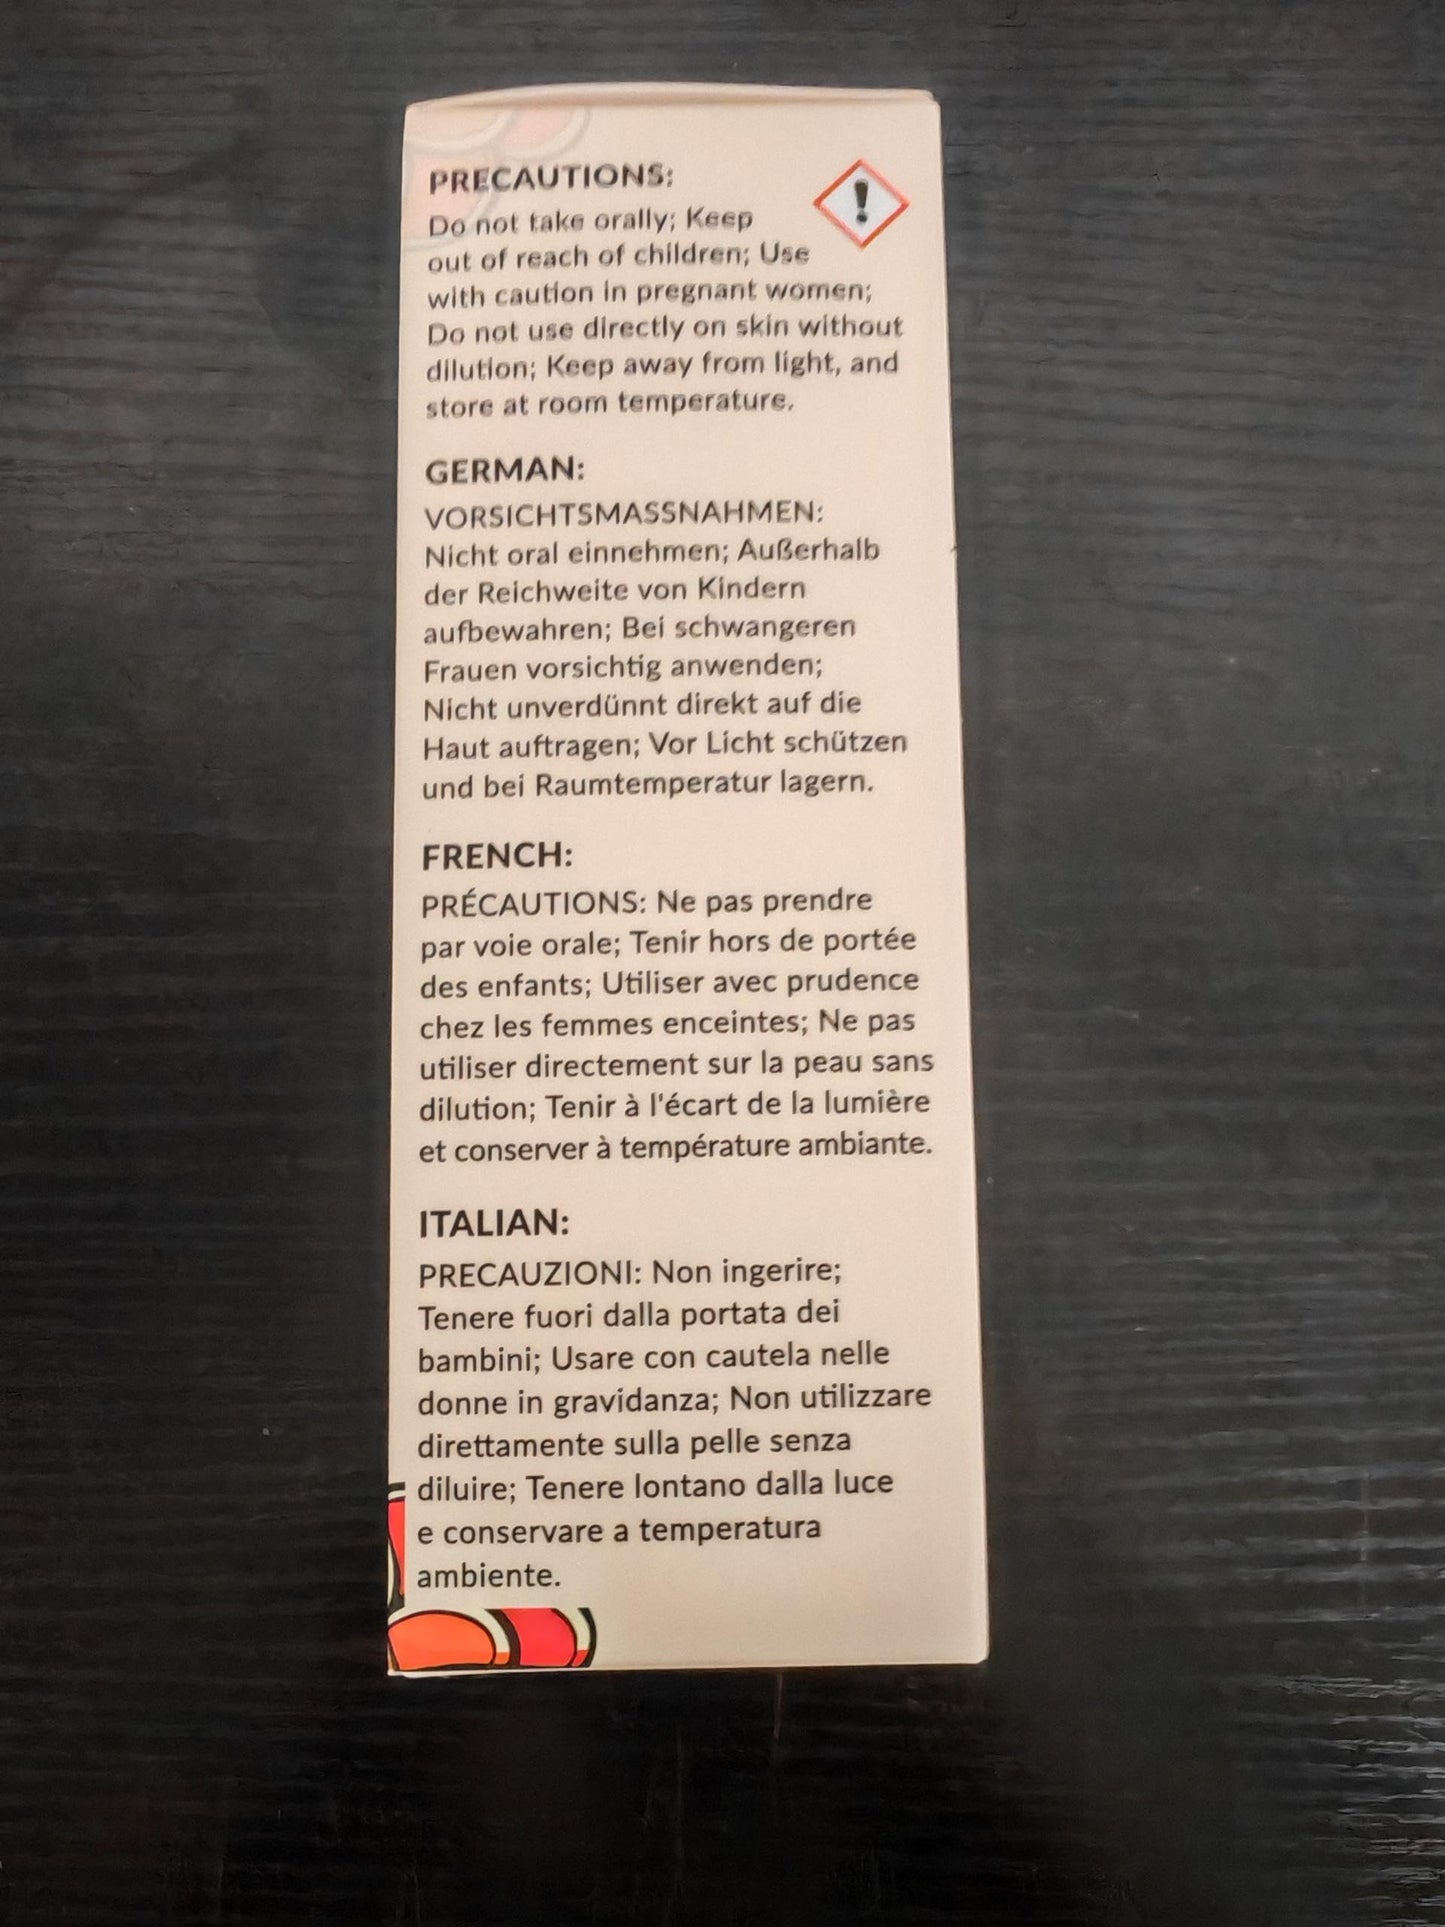 PRECAUTIONS:
Do not take orally; Keep
out of reach of children; Use
with caution in pregnant women;
Do not use directly on skin without
dilution; Keep away from light, and
store at room temperature.
GERMAN:
VORSICHTSMASSNAHMEN:
Nicht oral einnehmen; Außerhalb
der Reichweite von Kindern
aufbewahren; Bei schwangeren
Frauen vorsichtig anwenden;
Nicht unverdünnt direkt auf die
Haut auftragen; Vor Licht schützen
und bei Raumtemperatur lagern.
FRENCH:
PRÉCAUTIONS: Ne pas prendre
par voie orale; Tenir hors de portée
des enfants; Utiliser avec prudence
chez les femmes enceintes; Ne pas
utiliser directement sur la peau sans
dilution; Tenir à l'écart de la lumière
et conserver à température ambiante.
ITALIAN:
PRECAUZIONI: Non ingerire;
Tenere fuori dalla portata dei
bambini; Usare con cautela nelle
donne in gravidanza; Non utilizzare
direttamente sulla pelle senza
diluire; Tenere lontano dalla luce
e conservare a temperatura
ambiente.